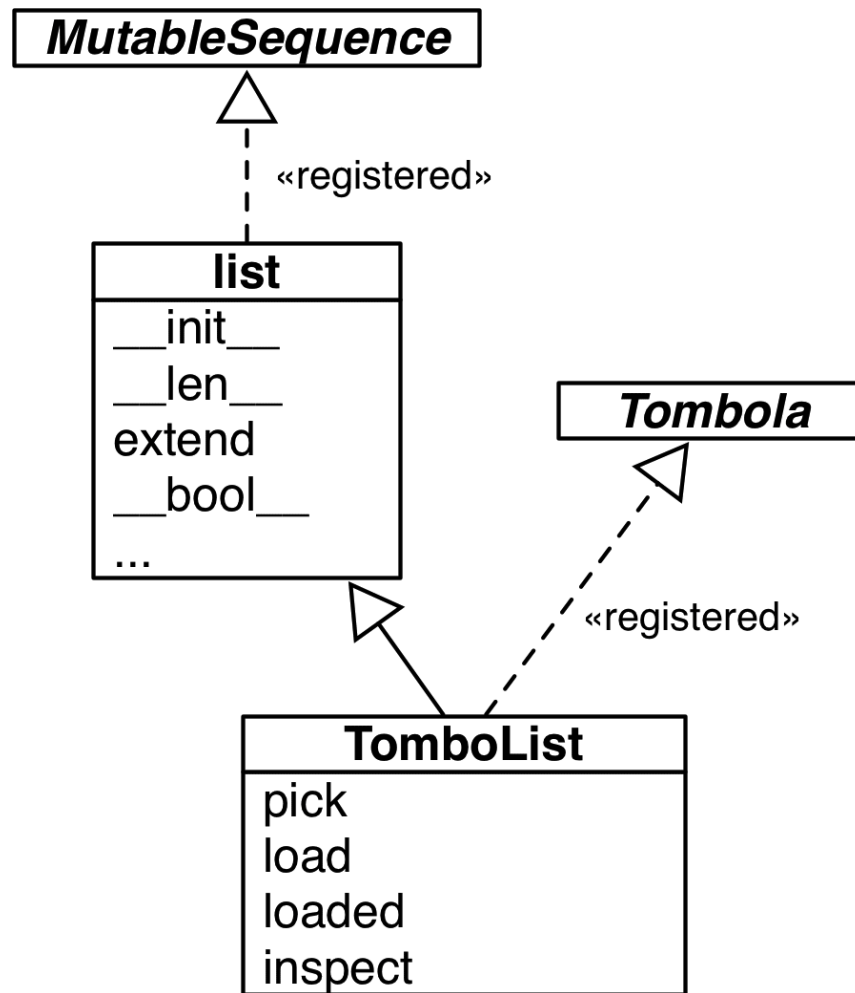 MutableSequence
«registered»
list
__init__
__len__
extend
__bool__
...
Tombola
«registered»
TomboList
pick
load
loaded
inspect